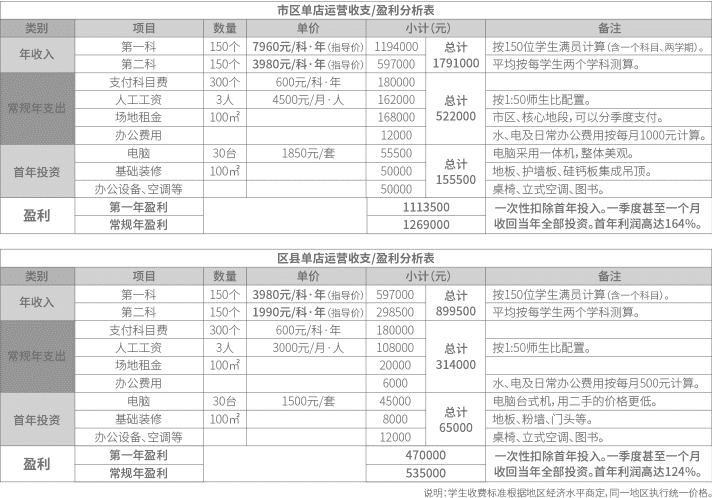 市区单店运营收支/盈利分析表
类别 项目 数量 单价 小计(元) 备注
年收入 第一科 150个 7960元/科·年(指导价) 1194000 总计 1791000 按150位学生满员计算(含一个科目、两学期)。
第二科 150个 3980元/科·年(指导价) 597000 平均按每学生两个学科测算。
常规年支出 支付科目费 300个 600元/科·年 180000 总计 522000
人工工资 3人 4500元/月·人 162000 按1:50师生比配置。
场地租金 100㎡ 168000 市区、核心地段,可以分季度支付。
办公费用 12000 水、电及日常办公费用按每月1000元计算。
首年投资 电脑 30台 1850元/套 55500 总计 155500 电脑采用一体机,整体美观。
基础装修 100㎡ 50000 地板、护墙板、硅钙板集成吊顶。
办公设备、空调等 50000 桌椅、立式空调、图书。
盈利 第一年盈利 1113500 一次性扣除首年投入。一季度甚至一个月
常规年盈利 1269000 收回当年全部投资。首年利润高达164%。
区县单店运营收支/盈利分析表
类别 项目 数量 单价 小计(元) 备注
年收入 第一科 150个 3980元/科·年(指导价) 597000 总计 899500 按150位学生满员计算(含一个科目)。
第二科 150个 1990元/科·年(指导价) 298500 平均按每学生两个学科测算。
常规年支出 支付科目费 300个 600元/科·年 180000 总计 314000
人工工资 3人 3000元/月·人 108000 按1:50师生比配置。
场地租金 100㎡ 20000
办公费用 6000 水、电及日常办公费用按每月500元计算。
首年投资 电脑 30台 1500元/套 45000 总计 65000 电脑台式机,用二手的价格更低。
基础装修 100㎡ 8000 地板、粉墙、门头等。
办公设备、空调等 12000 桌椅、立式空调、图书。
盈利 第一年盈利 470000 一次性扣除首年投入。一季度甚至一个月
常规年盈利 535000 收回当年全部投资。首年利润高达124%。
说明:学生收费标准根据地区经济水平商定,同一地区执行统一价格。